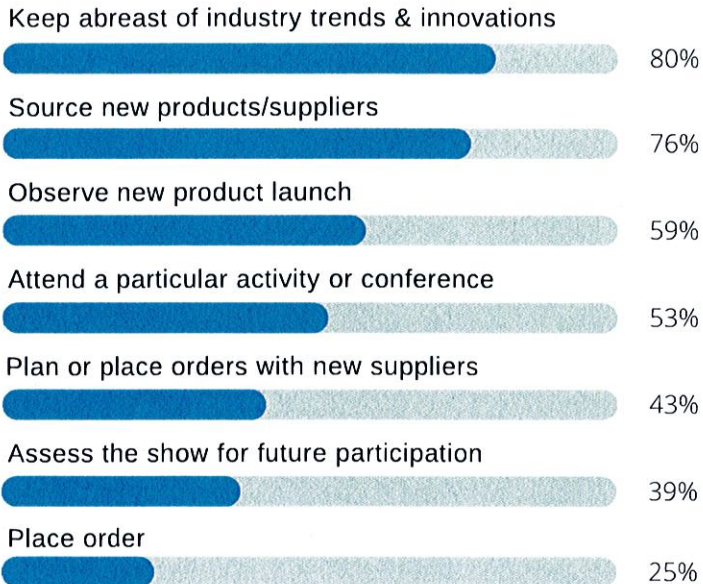 Keep abreast of industry trends & innovations
80%
Source new products/suppliers
76%
Observe new product launch
59%
Attend a particular activity or conference
53%
Plan or place orders with new suppliers
43%
Assess the show for future participation
39%
Place order
25%